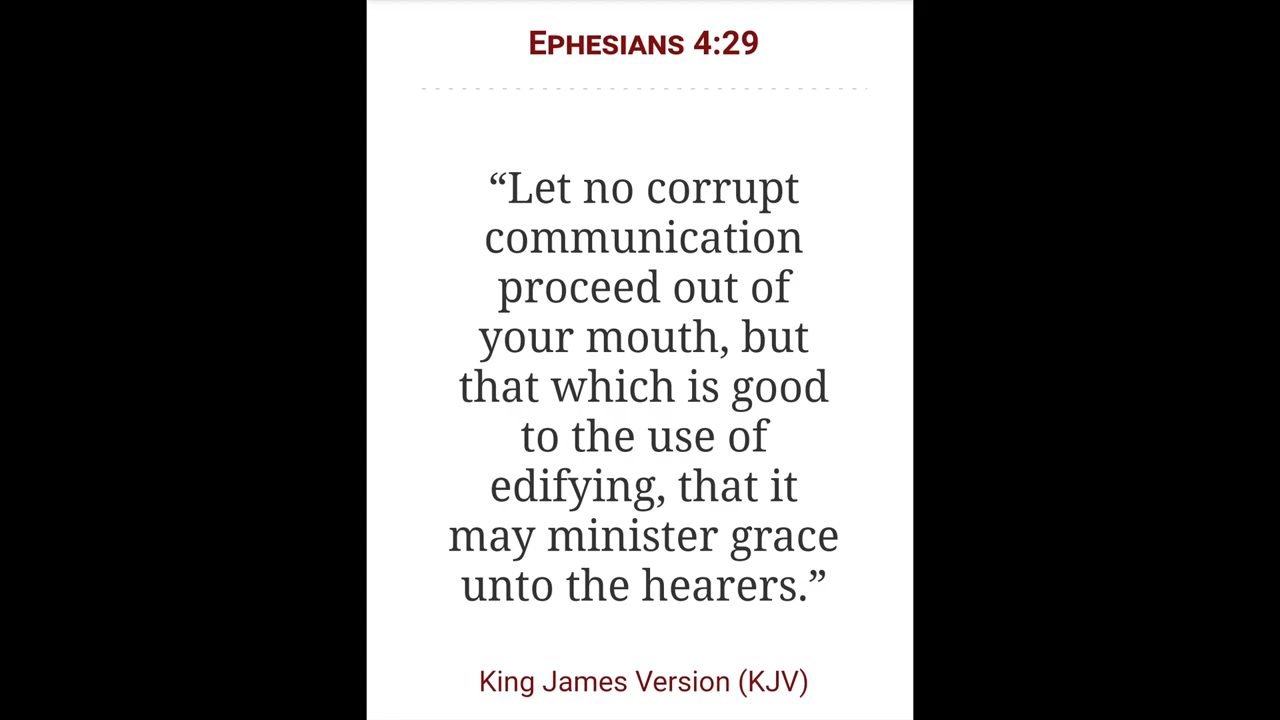 Ephesians 4:29
“Let no corrupt
communication
proceed out of
your mouth, but
that which is good
to the use of
edifying, that it
may minister grace
unto the hearers.”
King James Version (KJV)